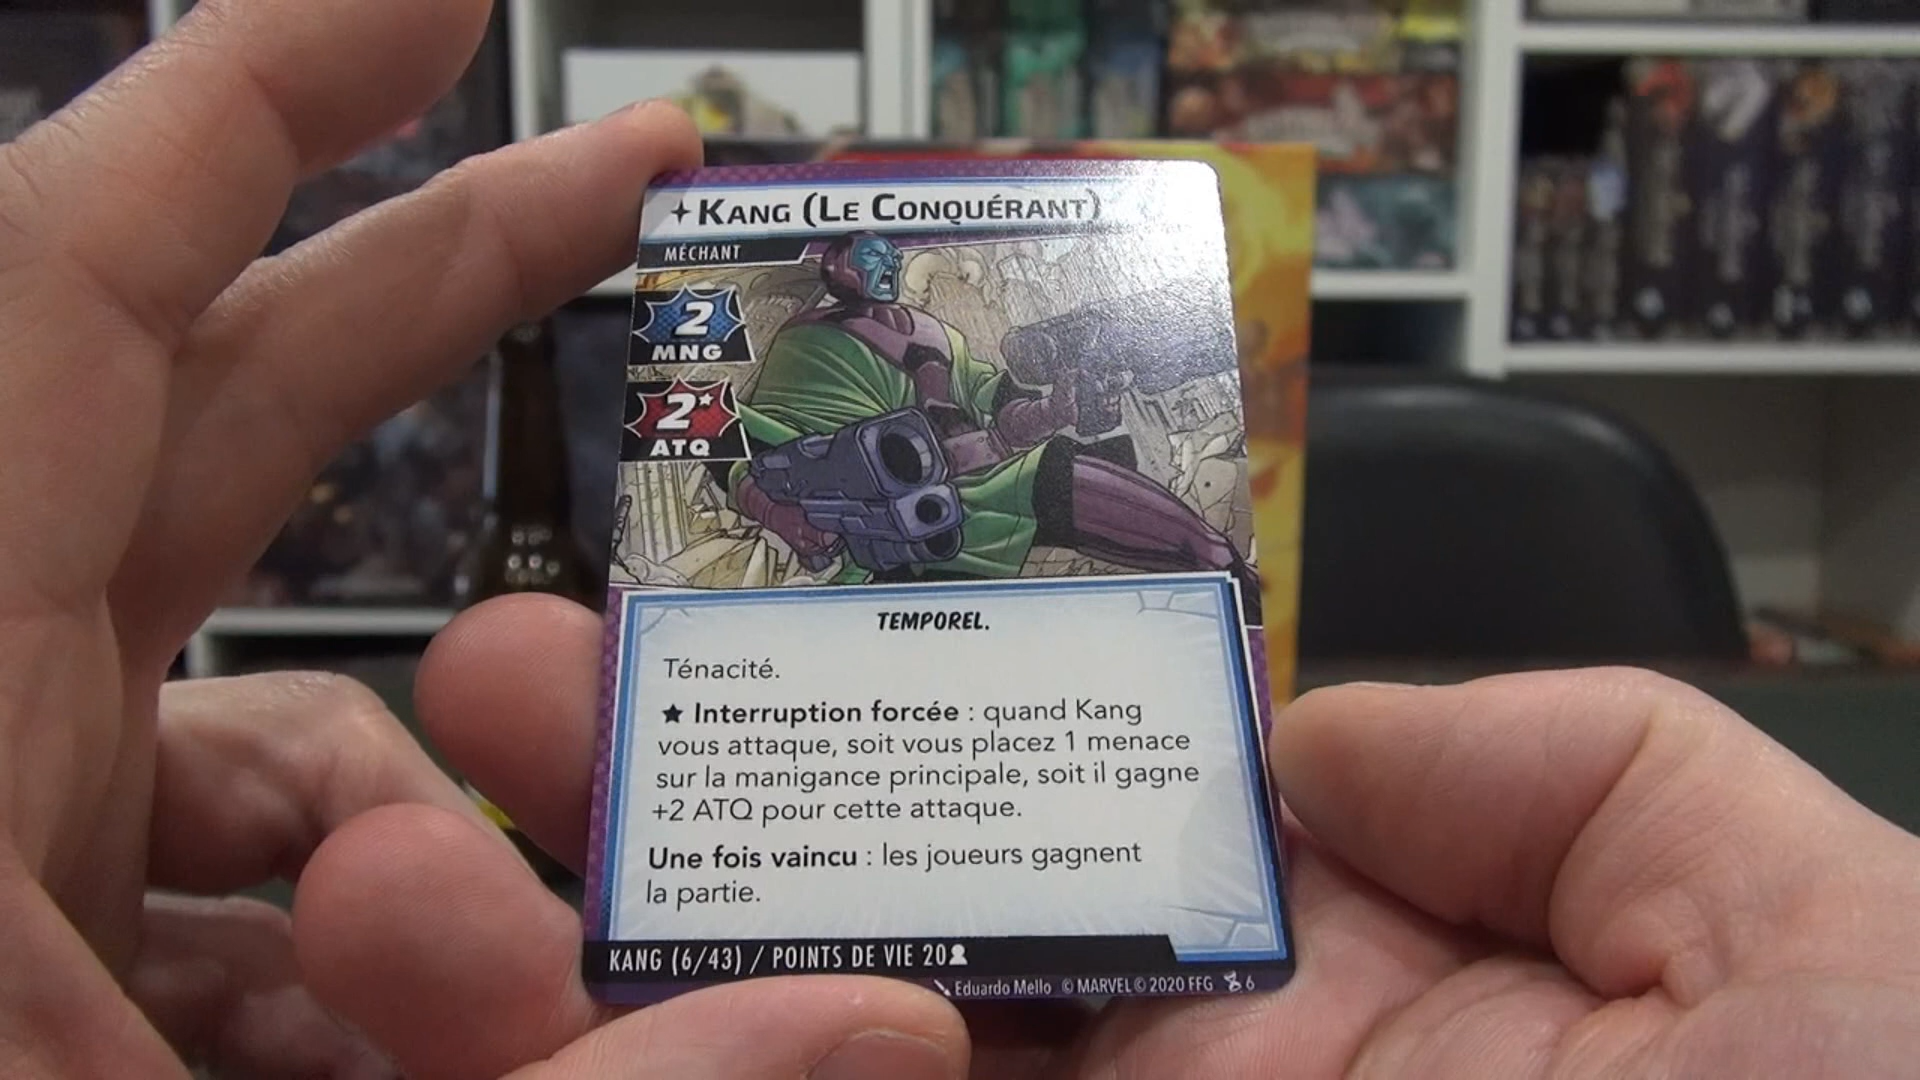 KANG (LE CONQUÉRANT)
MÉCHANT
2
MNG
2
ATQ
TEMPOREL.
Ténacité.
★ Interruption forcée : quand Kang
vous attaque, soit vous placez 1 menace
sur la manigance principale, soit il gagne
+2 ATQ pour cette attaque.
Une fois vaincu : les joueurs gagnent
la partie.
KANG (6/43) / POINTS DE VIE 20
Eduardo Mello © MARVEL © 2020 FFG 6